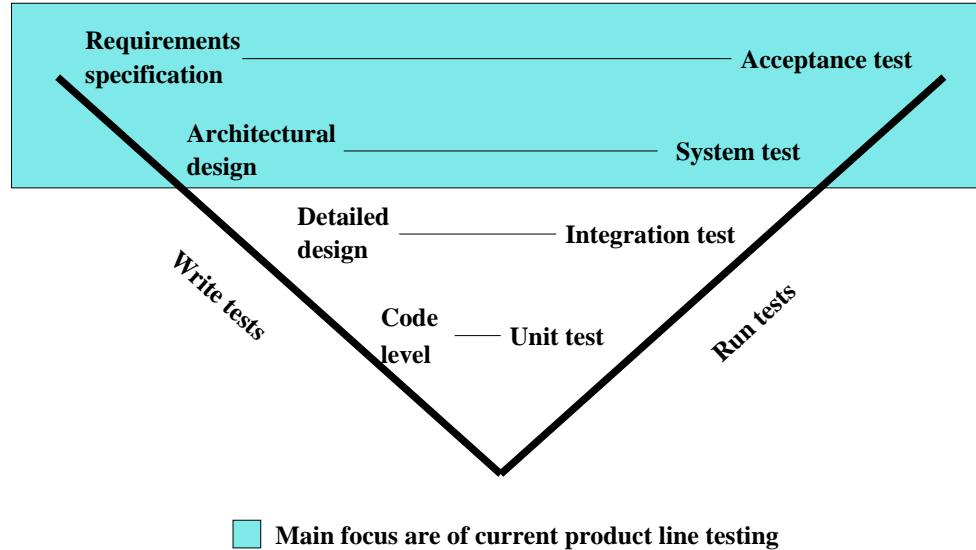 Requirements
specification
Acceptance test
Architectural
design
System test
Detailed
design
Integration test
Write tests
Run tests
Code
level
Unit test
Main focus are of current product line testing